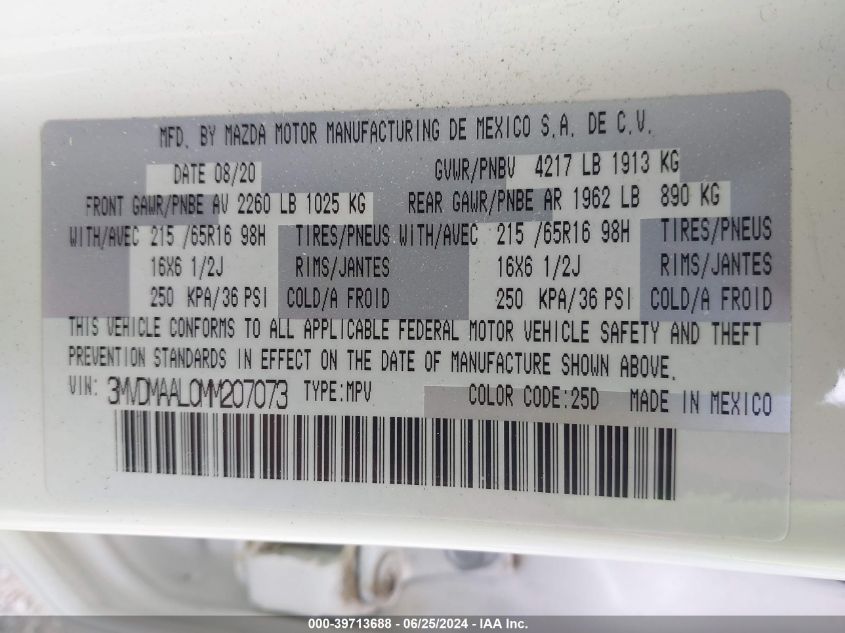 MFD. BY MAZDA MOTOR MANUFACTURING DE MEXICO S.A. DE C.V.
DATE 08/20 GVWR/PNBV 4217 LB 1913 KG
FRONT GAWR/PNBE AV 2260 LB 1025 KG REAR GAWR/PNBE AR 1962 LB 890 KG
WITH/AVEC 215 /65R16 98H TIRES/PNEUS WITH/AVEC 215 /65R16 98H TIRES/PNEUS
16X6 1/2J RIMS/JANTES 16X6 1/2J RIMS/JANTES
250 KPA/36 PSI COLD/A FROID 250 KPA/36 PSI COLD/A FROID
THIS VEHICLE CONFORMS TO ALL APPLICABLE FEDERAL MOTOR VEHICLE SAFETY AND THEFT
PREVENTION STANDARDS IN EFFECT ON THE DATE OF MANUFACTURE SHOWN ABOVE.
VIN: 3MVDMAAL0MM207073 TYPE:MPV COLOR CODE:25D MADE IN MEXICO
000-39713688 - 06/25/2024 - IAA Inc.